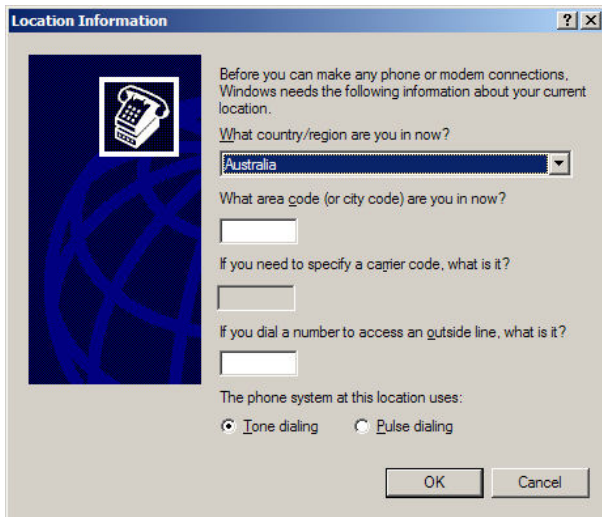 Location Information
Before you can make any phone or modem connections,
Windows needs the following information about your current
location.
What country/region are you in now?
Australia
What area code (or city code) are you in now?
If you need to specify a carrier code, what is it?
If you dial a number to access an outside line, what is it?
The phone system at this location uses:
Tone dialing Pulse dialing
OK Cancel